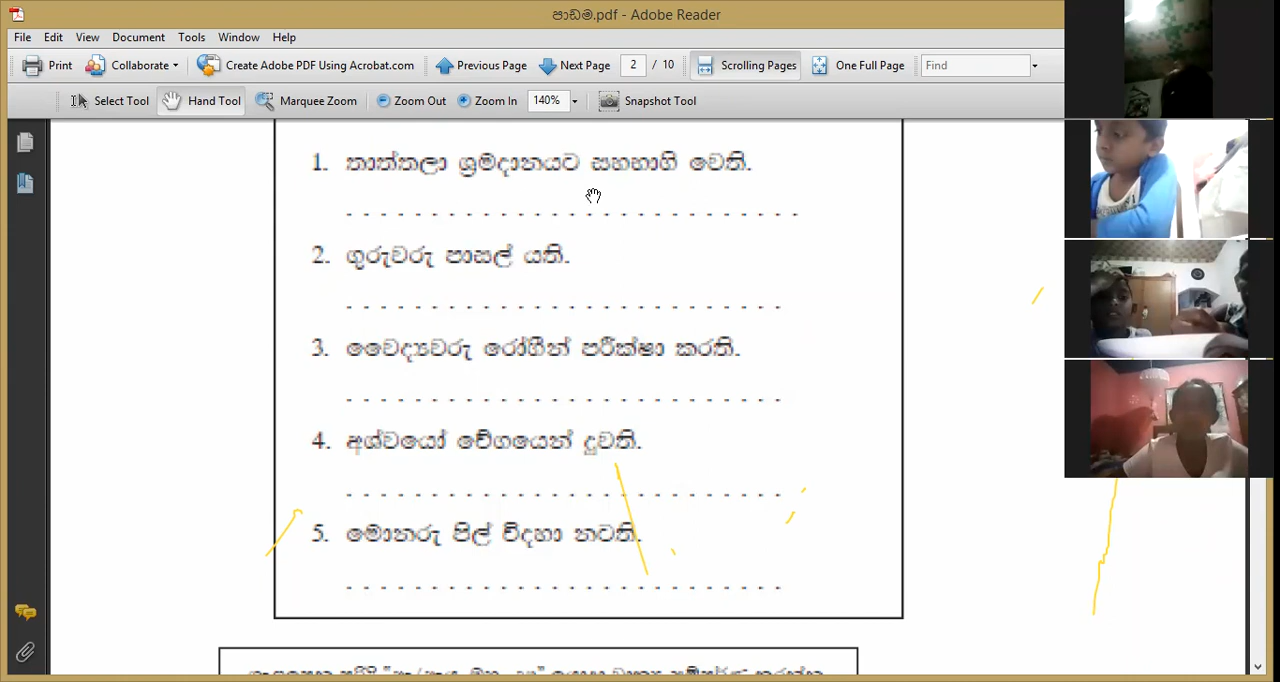 පාඩම.pdf - Adobe Reader
File Edit View Document Tools Window Help
Print Collaborate Create Adobe PDF Using Acrobat.com Previous Page Next Page 2 / 10 Scrolling Pages One Full Page Find
Select Tool Hand Tool Marquee Zoom Zoom Out Zoom In 140% Snapshot Tool
1. තාත්තලා ශ්‍රමදානයට සහභාගි වෙති.
2. ගුරුවරු පාසල් යති.
3. වෛද්‍යවරු රෝගීන් පරීක්ෂා කරති.
4. අශ්වයෝ වේගයෙන් දුවති.
5. මොනරු පිල් විදහා නටති.